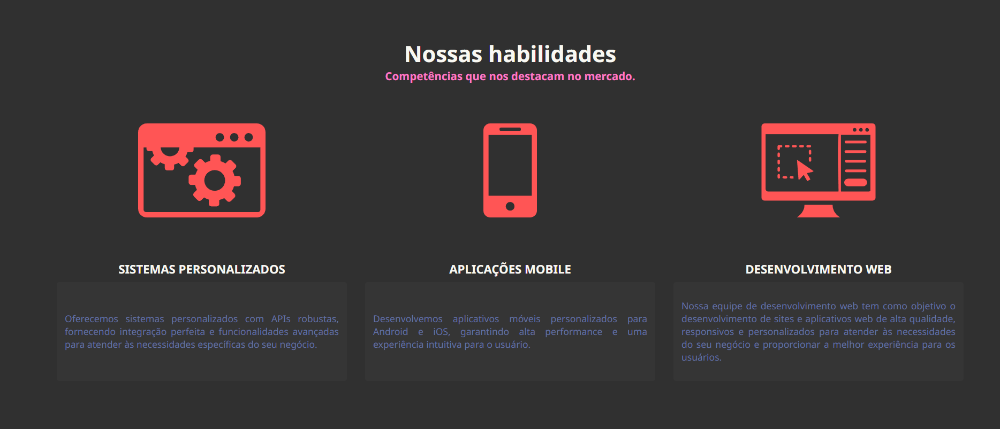 Nossas habilidades
Competências que nos destacam no mercado.
SISTEMAS PERSONALIZADOS
Oferecemos sistemas personalizados com APIs robustas,
fornecendo integração perfeita e funcionalidades avançadas
para atender às necessidades específicas do seu negócio.
APLICAÇÕES MOBILE
Desenvolvemos aplicativos móveis personalizados para
Android e iOS, garantindo alta performance e uma
experiência intuitiva para o usuário.
DESENVOLVIMENTO WEB
Nossa equipe de desenvolvimento web tem como objetivo o
desenvolvimento de sites e aplicativos web de alta qualidade,
responsivos e personalizados para atender às necessidades
do seu negócio e proporcionar a melhor experiência para os
usuários.